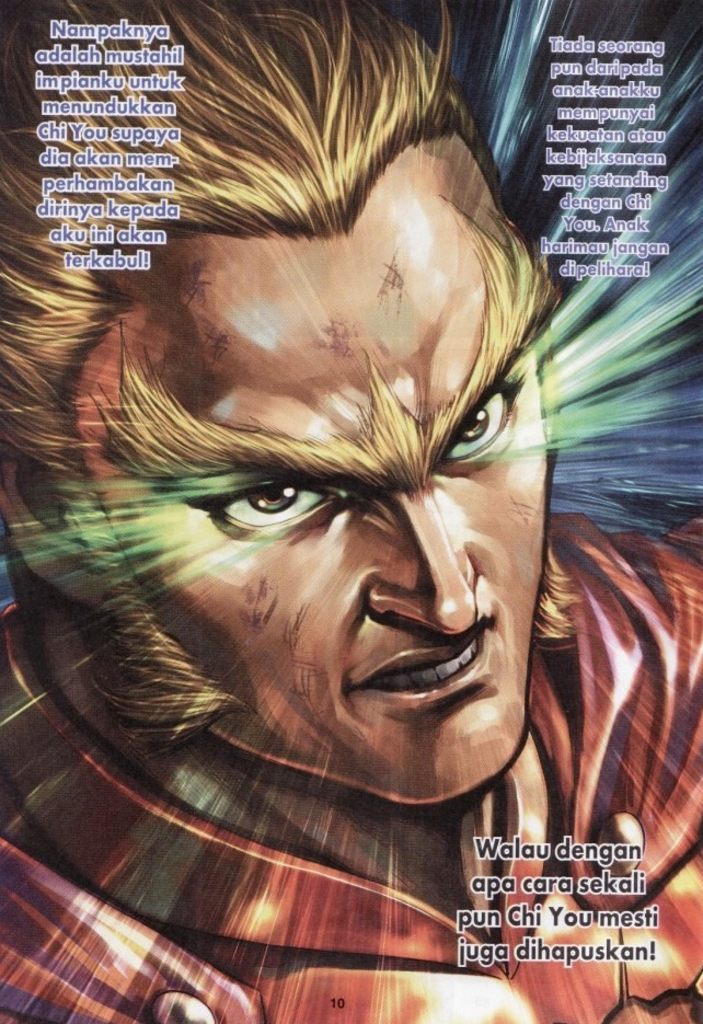 Nampaknya
adalah mustahil
impianku untuk
menundukkan
Chi You supaya
dia akan mem-
perhambakan
dirinya kepada
aku ini akan
terkabul!
Tiada seorang
pun daripada
anak-anakku
mempunyai
kekuatan atau
kebijaksanaan
yang setanding
dengan Chi
You. Anak
harimau jangan
dipelihara!
Walau dengan
apa cara sekali
pun Chi You mesti
juga dihapuskan!
10